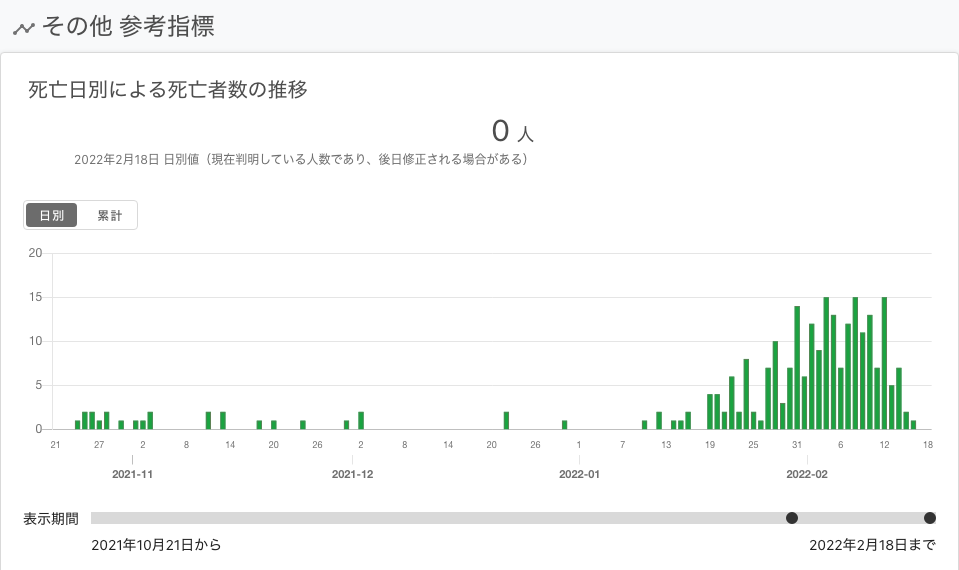 その他 参考指標
死亡日別による死亡者数の推移
0 人
2022年2月18日 日別値（現在判明している人数であり、後日修正される場合がある）
日別 累計
20
15
10
5
0
21 27 2 8 14 20 26 2 8 14 20 26 1 7 13 19 25 31 6 12 18
2021-11 2021-12 2022-01 2022-02
表示期間
2021年10月21日から 2022年2月18日まで